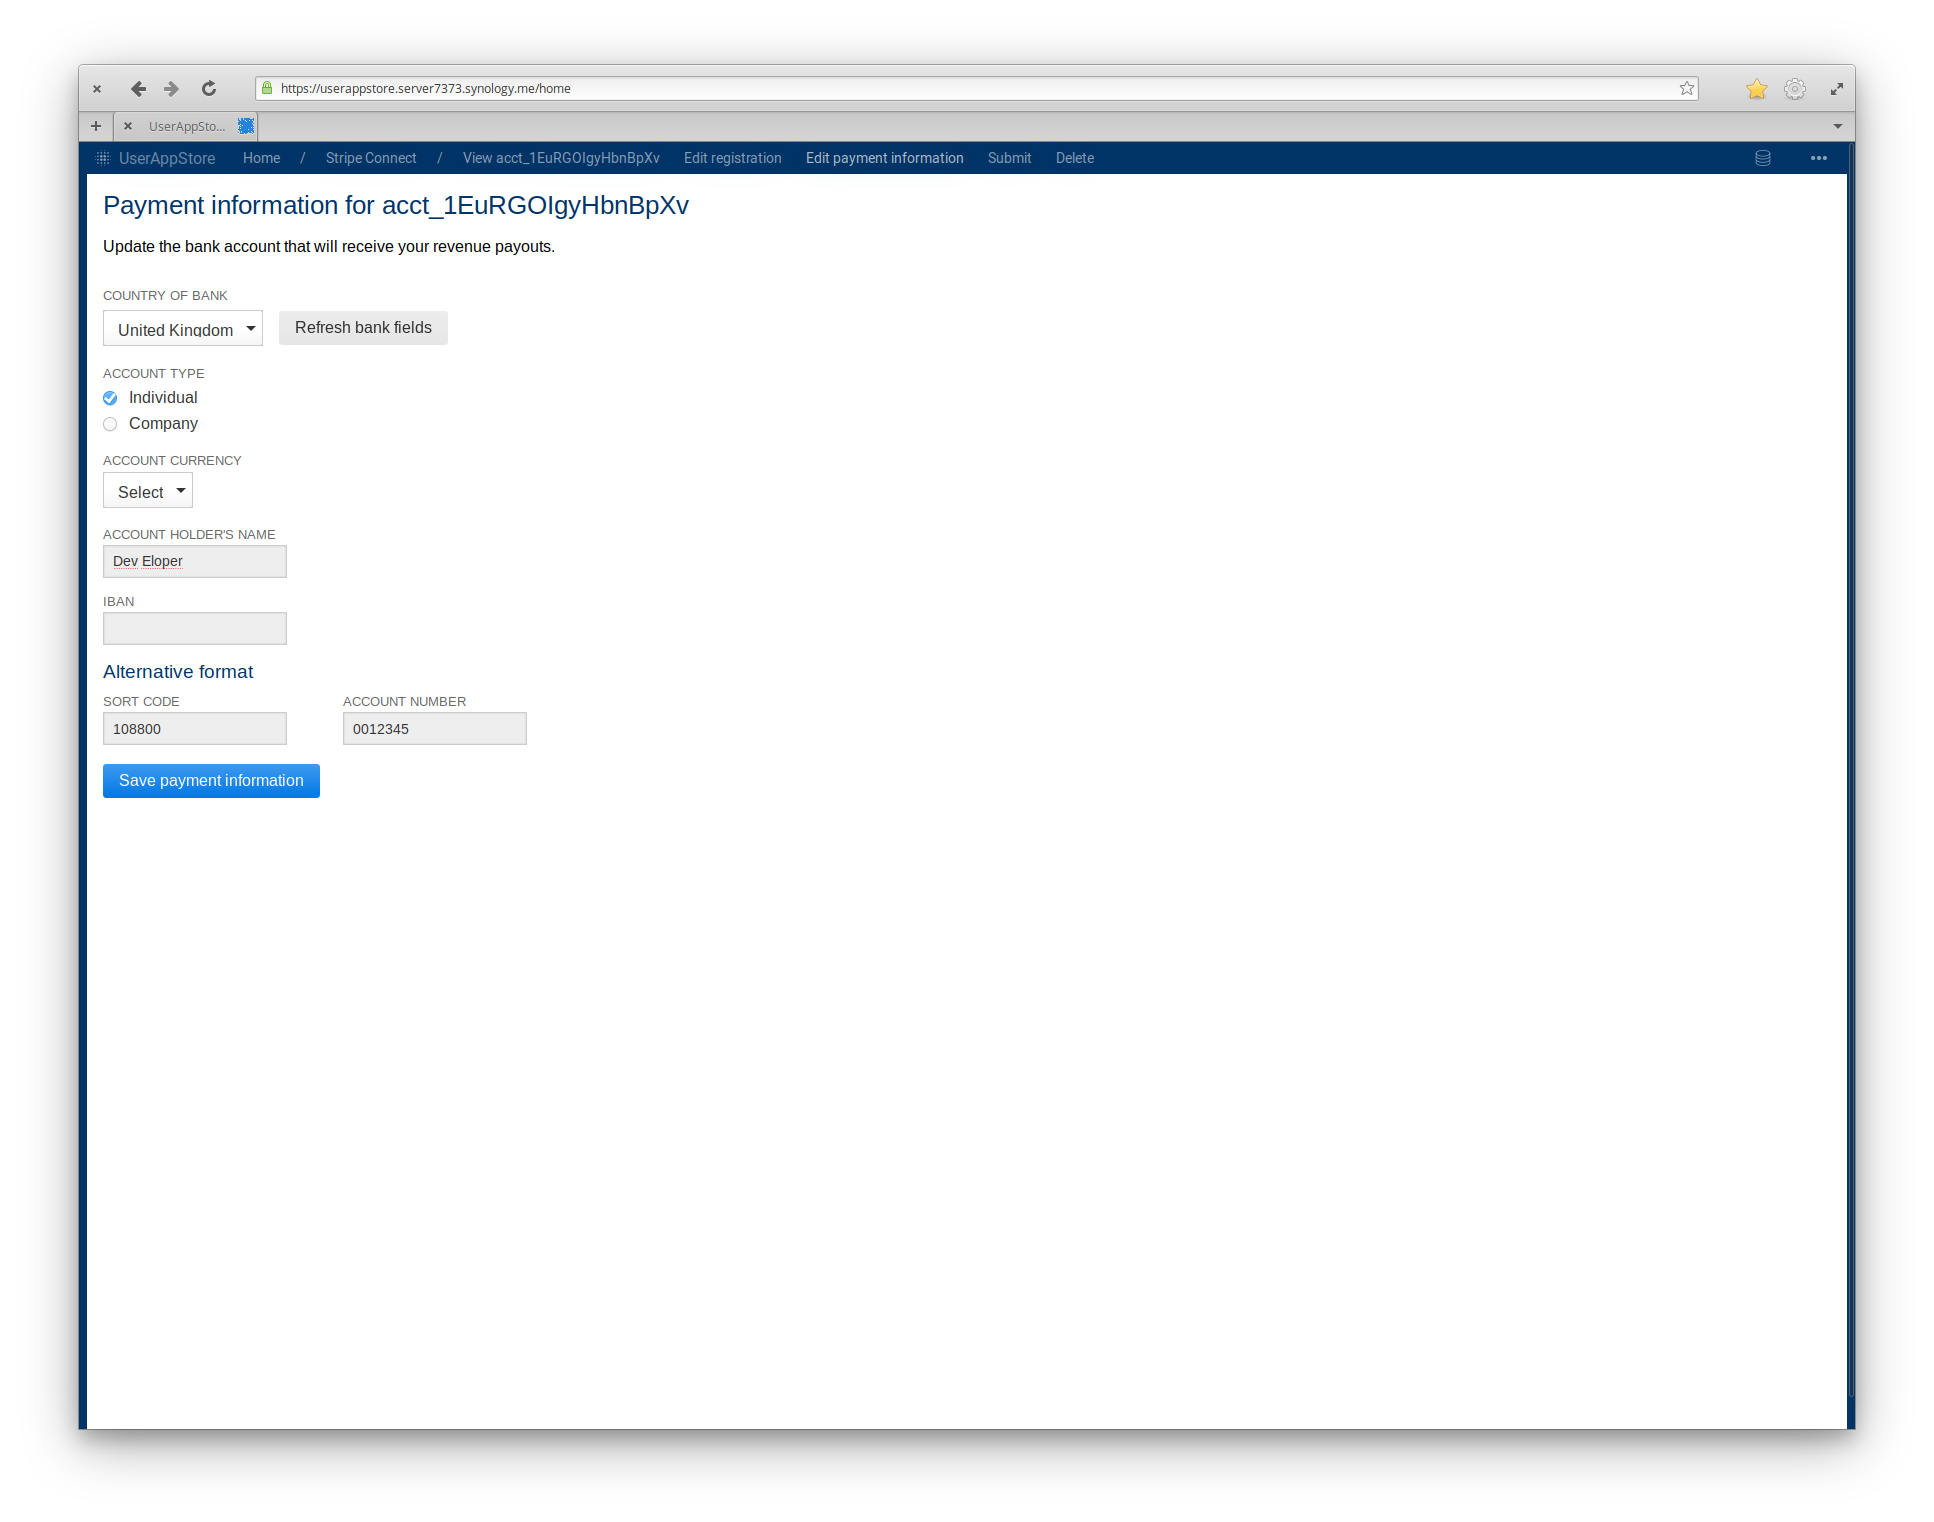 https://userappstore.server7373.synology.me/home
UserAppSto...
UserAppStore Home / Stripe Connect / View acct_1EuRGOIgyHbnBpXv Edit registration Edit payment information Submit Delete
Payment information for acct_1EuRGOIgyHbnBpXv
Update the bank account that will receive your revenue payouts.
COUNTRY OF BANK
United Kingdom Refresh bank fields
ACCOUNT TYPE
Individual
Company
ACCOUNT CURRENCY
Select
ACCOUNT HOLDER'S NAME
Dev Eloper
IBAN
Alternative format
SORT CODE ACCOUNT NUMBER
108800 0012345
Save payment information